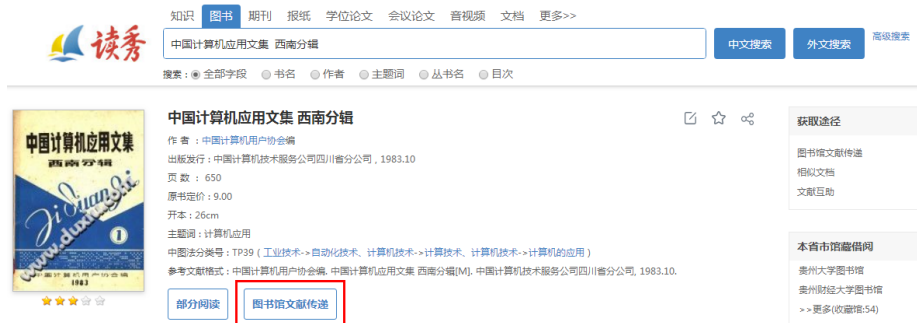 知识 图书 期刊 报纸 学位论文 会议论文 音视频 文档 更多>>
读秀
中国计算机应用文集 西南分辑
中文搜索 外文搜索 高级搜索
搜索：全部字段 书名 作者 主题词 丛书名 目次
中国计算机应用文集
西南分辑
JiSuanJi
1
www.duxiu.com
中国计算机用户协会编
1983
中国计算机应用文集 西南分辑
作 者：中国计算机用户协会编
出版发行：中国计算机技术服务公司四川省分公司，1983.10
页 数：650
原书定价：9.00
开本：26cm
主题词：计算机应用
中图法分类号：TP39（工业技术->自动化技术、计算机技术->计算技术、计算机技术->计算机的应用）
参考文献格式：中国计算机用户协会编. 中国计算机应用文集 西南分辑[M]. 中国计算机技术服务公司四川省分公司, 1983.10.
部分阅读 图书馆文献传递
获取途径
图书馆文献传递
相似文档
文献互助
本省市馆藏借阅
贵州大学图书馆
贵州财经大学图书馆
>>更多(收藏馆:54)